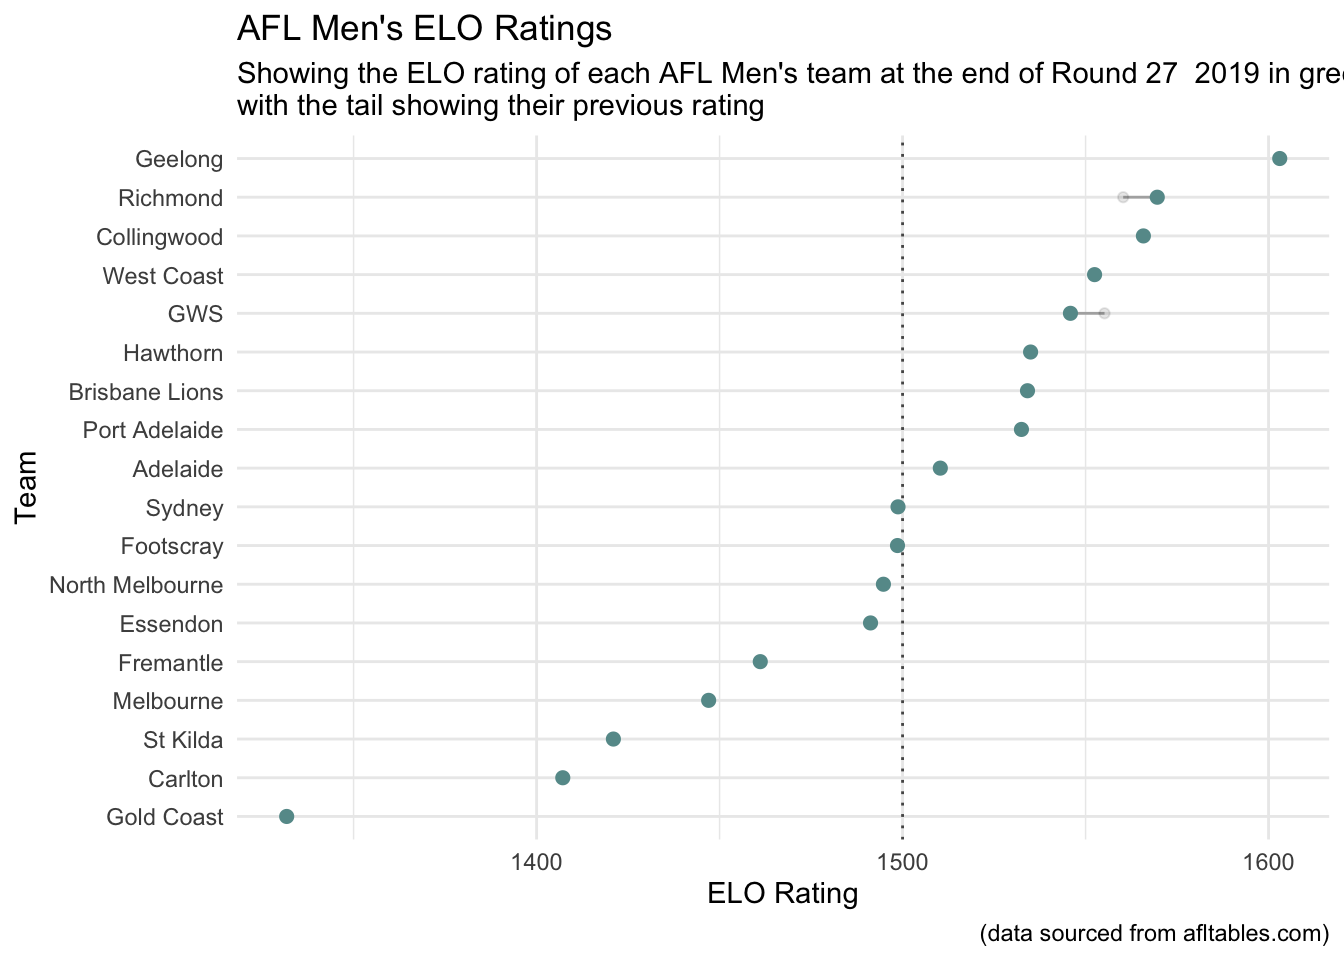 AFL Men's ELO Ratings
Showing the ELO rating of each AFL Men's team at the end of Round 27  2019 in
with the tail showing their previous rating
Geelong
Richmond
Collingwood
West Coast
GWS
Hawthorn
Brisbane Lions
Port Adelaide
Adelaide
Sydney
Footscray
North Melbourne
Essendon
Fremantle
Melbourne
St Kilda
Carlton
Gold Coast
Team
1400 1500 1600
ELO Rating
(data sourced from afltables.com)